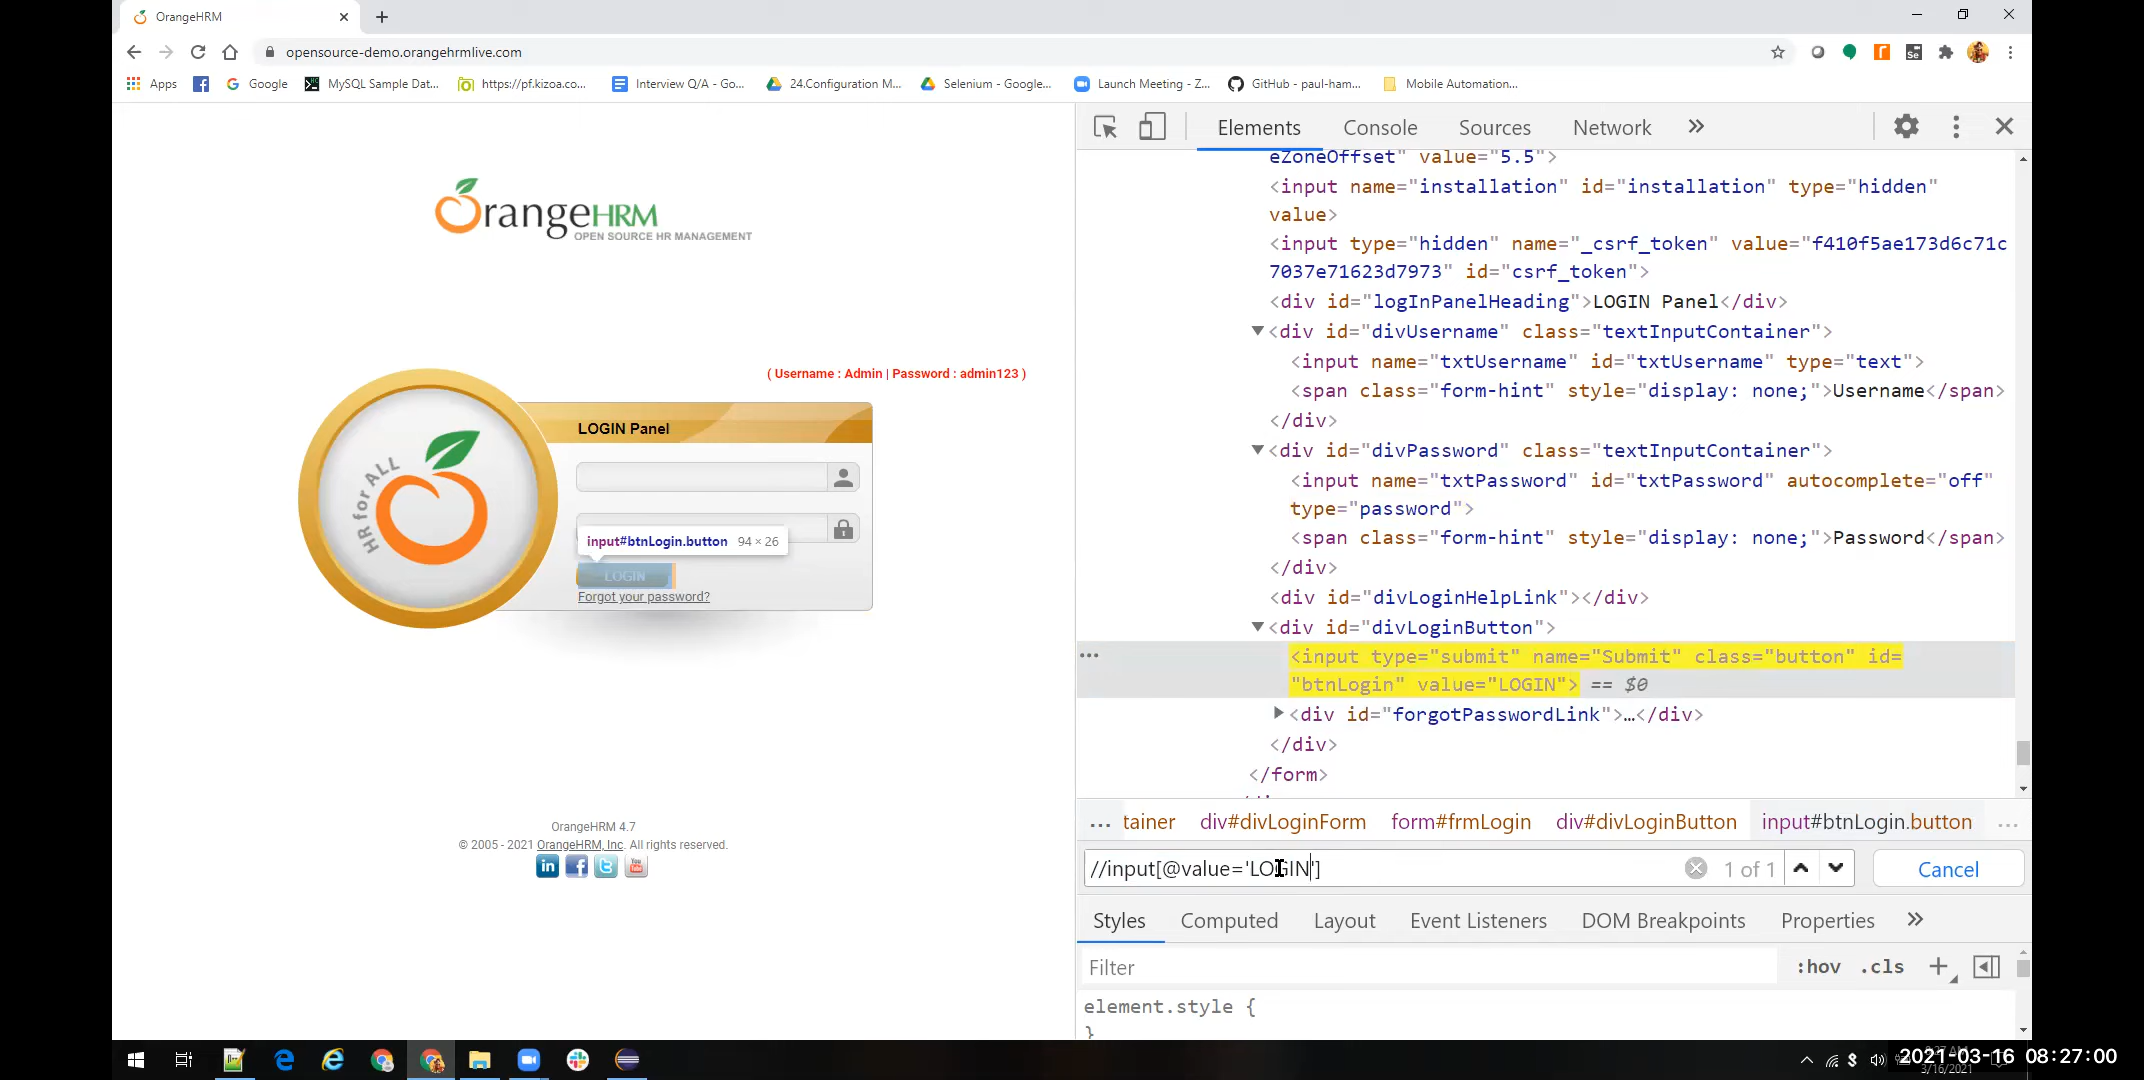 OrangeHRM
opensource-demo.orangehrmlive.com
Apps Google MySQL Sample Dat... https://pf.kizoa.co... Interview Q/A - Go... 24.Configuration M... Selenium - Google... Launch Meeting - Z... GitHub - paul-ham... Mobile Automation...
OrangeHRM
OPEN SOURCE HR MANAGEMENT
( Username : Admin | Password : admin123 )
LOGIN Panel
HR for ALL
input#btnLogin.button 94 × 26
LOGIN
Forgot your password?
OrangeHRM 4.7
© 2005 - 2021 OrangeHRM, Inc. All rights reserved.
Elements Console Sources Network
eZoneOffset" value="5.5">
<input name="installation" id="installation" type="hidden"
value>
<input type="hidden" name="_csrf_token" value="f410f5ae173d6c71c
7037e71623d7973" id="csrf_token">
<div id="logInPanelHeading">LOGIN Panel</div>
<div id="divUsername" class="textInputContainer">
<input name="txtUsername" id="txtUsername" type="text">
<span class="form-hint" style="display: none;">Username</span>
</div>
<div id="divPassword" class="textInputContainer">
<input name="txtPassword" id="txtPassword" autocomplete="off"
type="password">
<span class="form-hint" style="display: none;">Password</span>
</div>
<div id="divLoginHelpLink"></div>
<div id="divLoginButton">
<input type="submit" name="Submit" class="button" id=
"btnLogin" value="LOGIN"> == $0
<div id="forgotPasswordLink">…</div>
</div>
</form>
... tainer div#divLoginForm form#frmLogin div#divLoginButton input#btnLogin.button ...
//input[@value='LOGIN'] 1 of 1 Cancel
Styles Computed Layout Event Listeners DOM Breakpoints Properties
Filter :hov .cls
element.style {
}
2021-03-16 08:27:00
3/16/2021